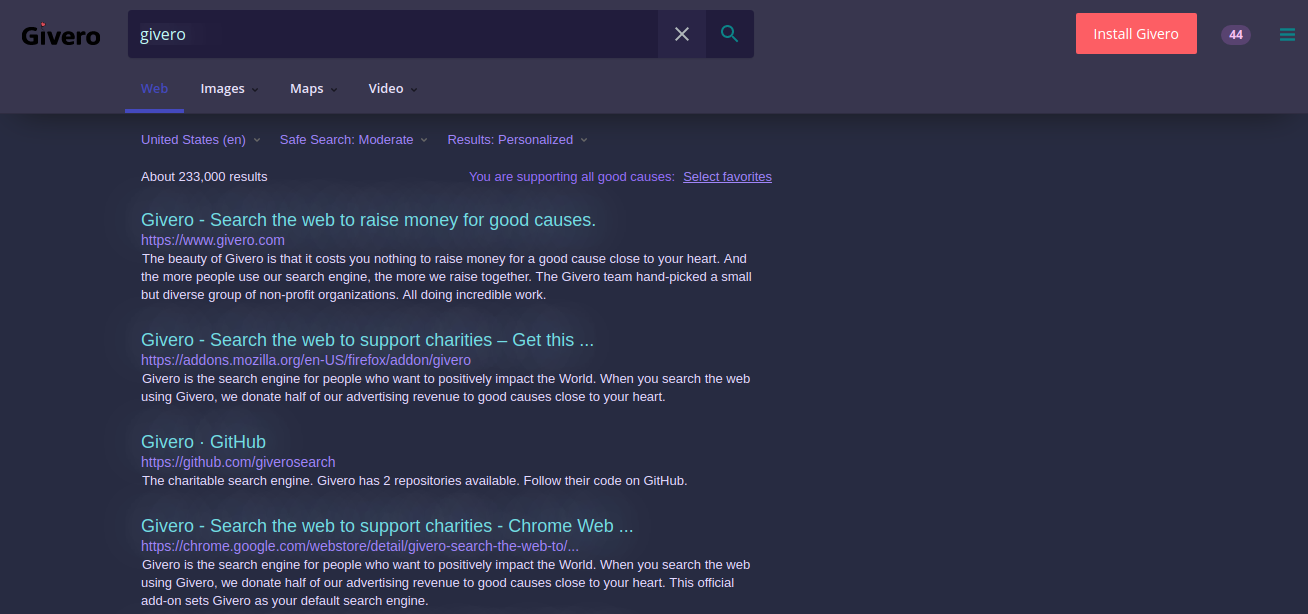 Givero
givero
Install Givero
44
Web
Images
Maps
Video
United States (en)
Safe Search: Moderate
Results: Personalized
About 233,000 results
You are supporting all good causes: Select favorites
Givero - Search the web to raise money for good causes.
https://www.givero.com
The beauty of Givero is that it costs you nothing to raise money for a good cause close to your heart. And
the more people use our search engine, the more we raise together. The Givero team hand-picked a small
but diverse group of non-profit organizations. All doing incredible work.
Givero - Search the web to support charities – Get this ...
https://addons.mozilla.org/en-US/firefox/addon/givero
Givero is the search engine for people who want to positively impact the World. When you search the web
using Givero, we donate half of our advertising revenue to good causes close to your heart.
Givero · GitHub
https://github.com/giverosearch
The charitable search engine. Givero has 2 repositories available. Follow their code on GitHub.
Givero - Search the web to support charities - Chrome Web ...
https://chrome.google.com/webstore/detail/givero-search-the-web-to/...
Givero is the search engine for people who want to positively impact the World. When you search the web
using Givero, we donate half of our advertising revenue to good causes close to your heart. This official
add-on sets Givero as your default search engine.